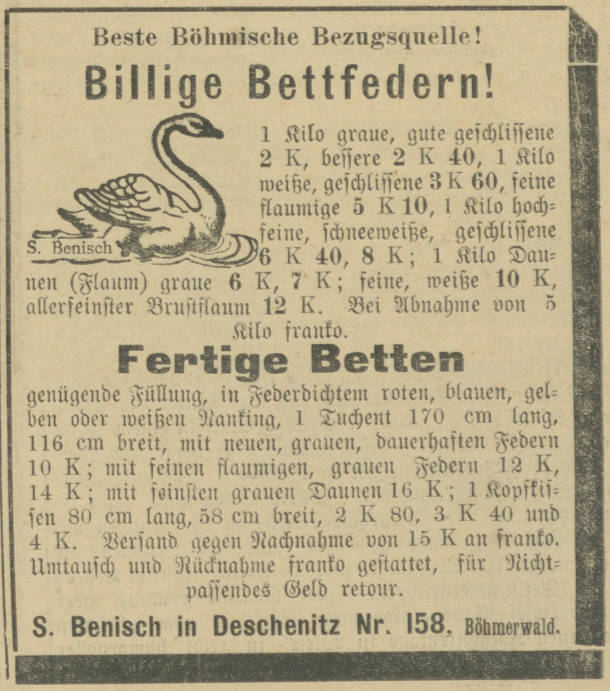 Beste Böhmische Bezugsquelle!
Billige Bettfedern!
1 Kilo graue, gute geschlissene
2 K, bessere 2 K 40, 1 Kilo
weiße, geschlissene 3 K 60, feine
flaumige 5 K 10, 1 Kilo hoch-
feine, schneeweiße, geschlissene
S. Benisch
6 K 40, 8 K; 1 Kilo Dau-
nen (Flaum) graue 6 K, 7 K; feine, weiße 10 K,
allerfeinster Brustflaum 12 K. Bei Abnahme von 5
Kilo franko.
Fertige Betten
genügende Füllung, in Federdichtem roten, blauen, gel-
ben oder weißen Nanking, 1 Tuchent 170 cm lang,
116 cm breit, mit neuen, grauen, dauerhaften Federn
10 K; mit feinen flaumigen, grauen Federn 12 K,
14 K; mit feinsten grauen Daunen 16 K; 1 Kopfkis-
sen 80 cm lang, 58 cm breit, 2 K 80, 3 K 40 und
4 K. Versand gegen Nachnahme von 15 K an franko.
Umtausch und Rücknahme franko gestattet, für Nicht-
passendes Geld retour.
S. Benisch in Deschenitz Nr. 158, Böhmerwald.